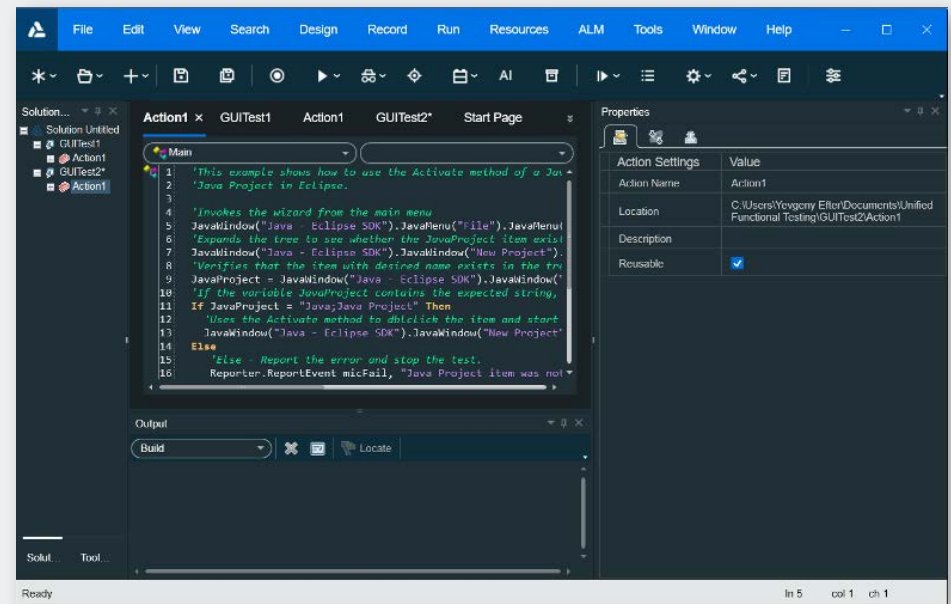 File Edit View Search Design Record Run Resources ALM Tools Window Help
AI
Solution...
Solution Untitled
GUITest1
Action1
GUITest2*
Action1
Solut... Tool...
Action1 × GUITest1 Action1 GUITest2* Start Page
Main
1 'This example shows how to use the Activate method of a Jav
2 'Java Project in Eclipse.
3
4 'Invokes the wizard from the main menu
5 JavaWindow("Java - Eclipse SDK").JavaMenu("File").JavaMenu(
6 'Expands the tree to see whether the JavaProject item exist
7 JavaWindow("Java - Eclipse SDK").JavaWindow("New Project").
8 'Verifies that the item with desired name exists in the tre
9 JavaProject = JavaWindow("Java - Eclipse SDK").JavaWindow("
10 'If the variable JavaProject contains the expected string,
11 If JavaProject = "Java;Java Project" Then
12 'Uses the Activate method to dblclick the item and start
13 JavaWindow("Java - Eclipse SDK").JavaWindow("New Project"
14 Else
15 'Else - Report the error and stop the test.
16 Reporter.ReportEvent micFail, "Java Project item was not
Output
Build Locate
Properties
Action Settings Value
Action Name Action1
Location C:\Users\Yevgeny Efter\Documents\Unified
Functional Testing\GUITest2\Action1
Description
Reusable
Ready ln 5 col 1 ch 1